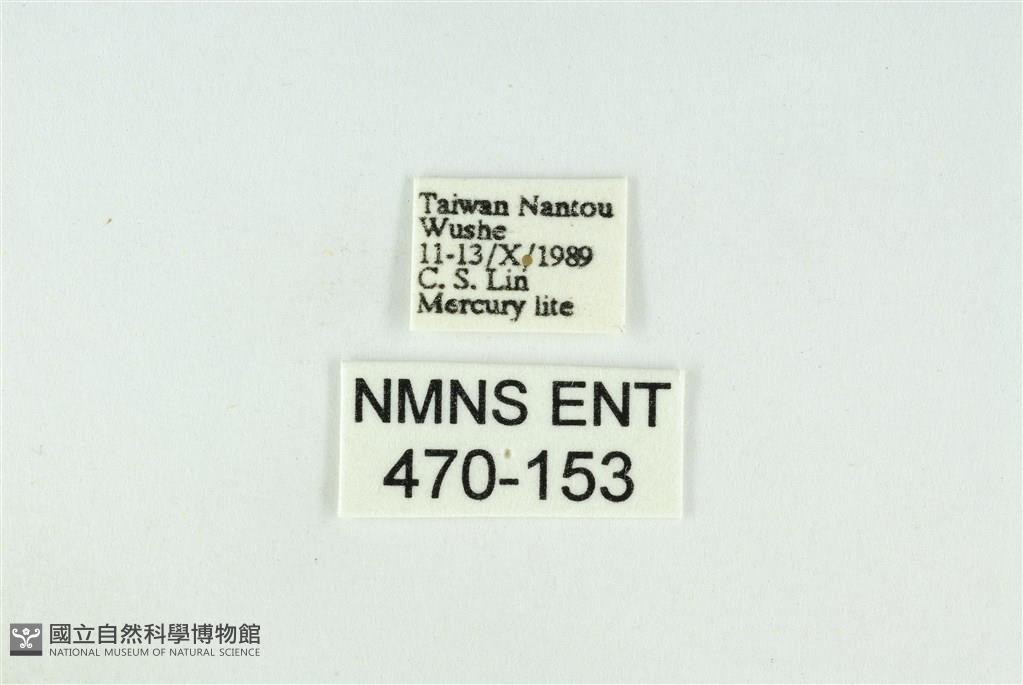 Taiwan Nantou
Wushe
11-13/X/1989
C. S. Lin
Mercury lite
NMNS ENT
470-153
國立自然科學博物館
NATIONAL MUSEUM OF NATURAL SCIENCE